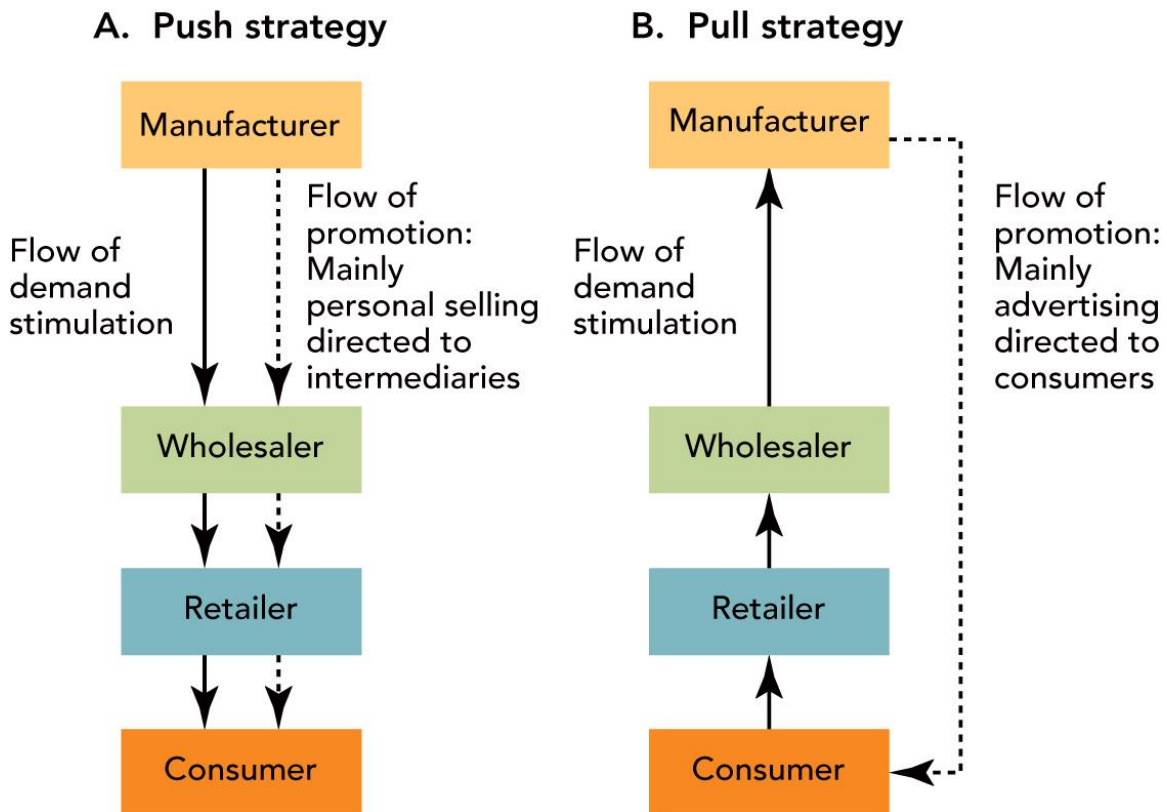 A. Push strategy
Manufacturer
Flow of
demand
stimulation
Flow of
promotion:
Mainly
personal selling
directed to
intermediaries
Wholesaler
Retailer
Consumer
B. Pull strategy
Manufacturer
Flow of
demand
stimulation
Flow of
promotion:
Mainly
advertising
directed to
consumers
Wholesaler
Retailer
Consumer